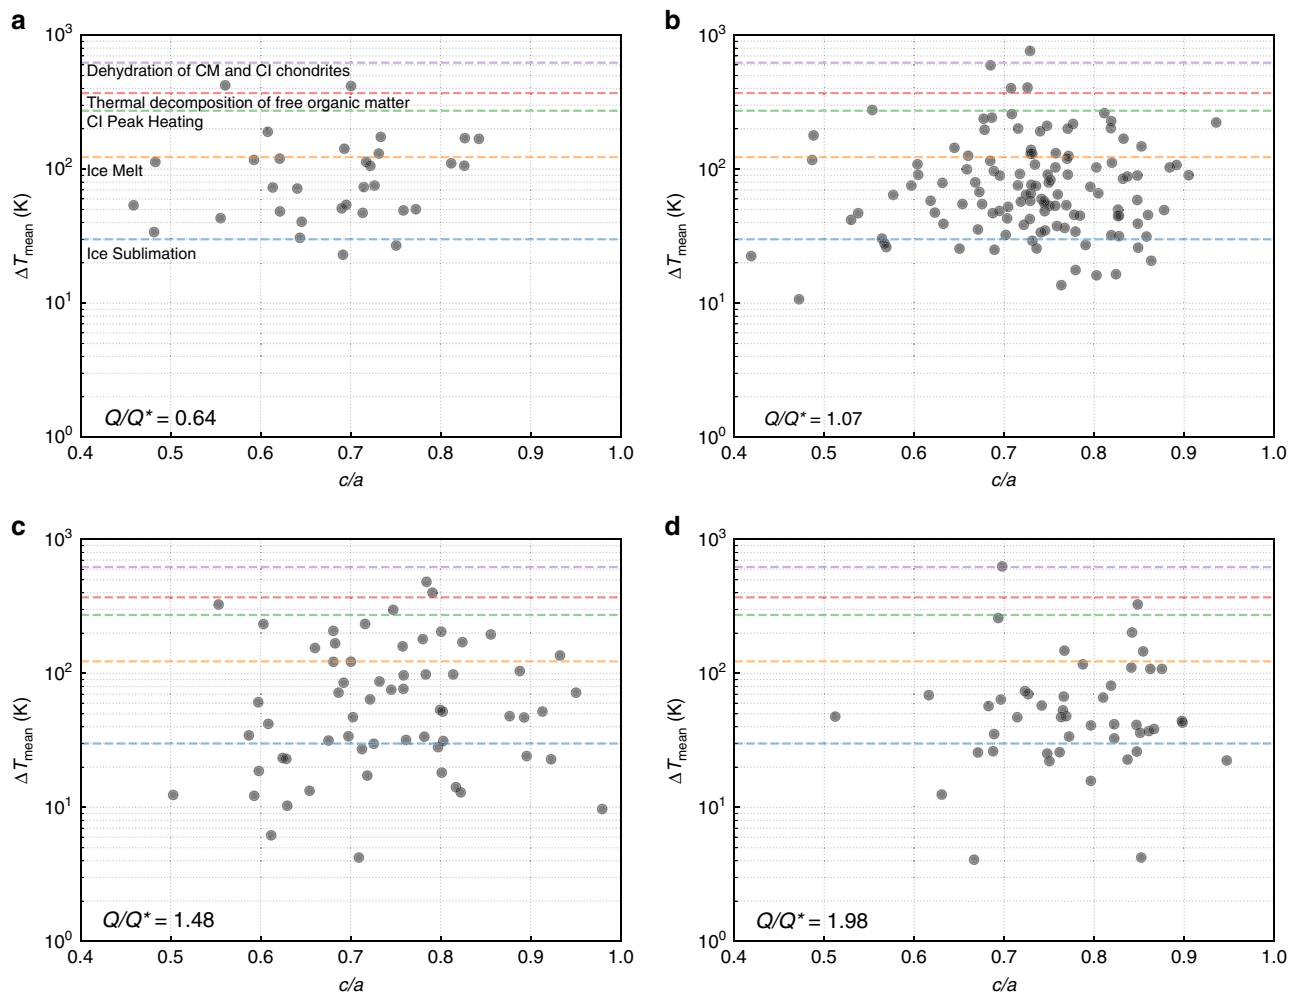 a
10³
10²
10¹
10⁰
Δ T_mean (K)
Dehydration of CM and CI chondrites
Thermal decomposition of free organic matter
CI Peak Heating
Ice Melt
Ice Sublimation
Q/Q* = 0.64
0.4 0.5 0.6 0.7 0.8 0.9 1.0
c/a
b
10³
10²
10¹
10⁰
Δ T_mean (K)
Q/Q* = 1.07
0.4 0.5 0.6 0.7 0.8 0.9 1.0
c/a
c
10³
10²
10¹
10⁰
Δ T_mean (K)
Q/Q* = 1.48
0.4 0.5 0.6 0.7 0.8 0.9 1.0
c/a
d
10³
10²
10¹
10⁰
Δ T_mean (K)
Q/Q* = 1.98
0.4 0.5 0.6 0.7 0.8 0.9 1.0
c/a